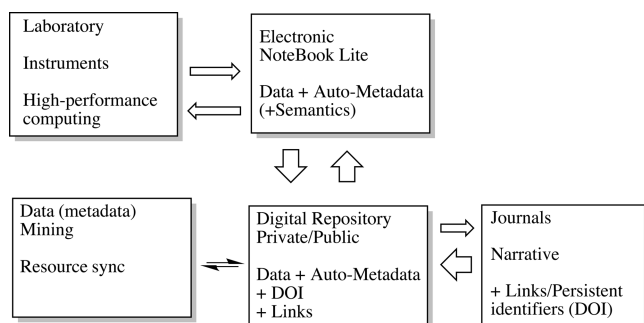 Laboratory
Instruments
High-performance
computing
Electronic
NoteBook Lite
Data + Auto-Metadata
(+Semantics)
Data (metadata)
Mining
Resource sync
Digital Repository
Private/Public
Data + Auto-Metadata
+ DOI
+ Links
Journals
Narrative
+ Links/Persistent
identifiers (DOI)